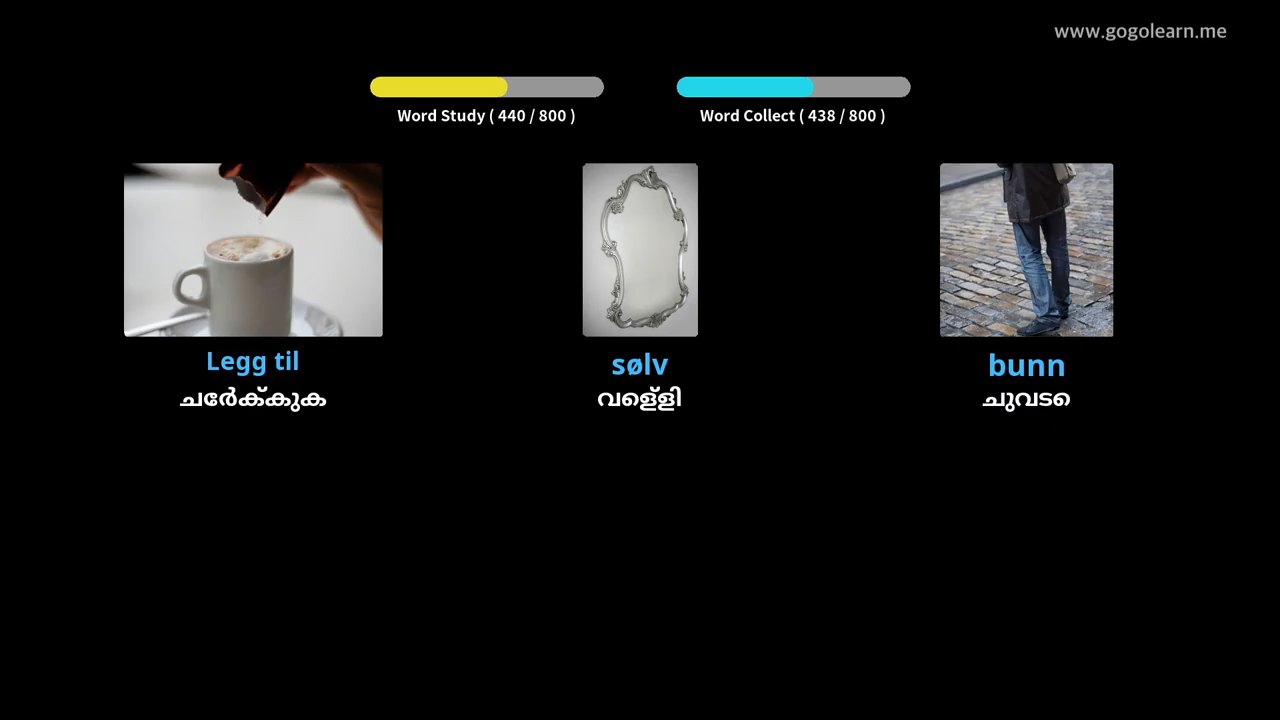 www.gogolearn.me
Word Study ( 440 / 800 )
Word Collect ( 438 / 800 )
Legg til
ചേർക്കുക
sølv
വെള്ളി
bunn
ചുവടെ